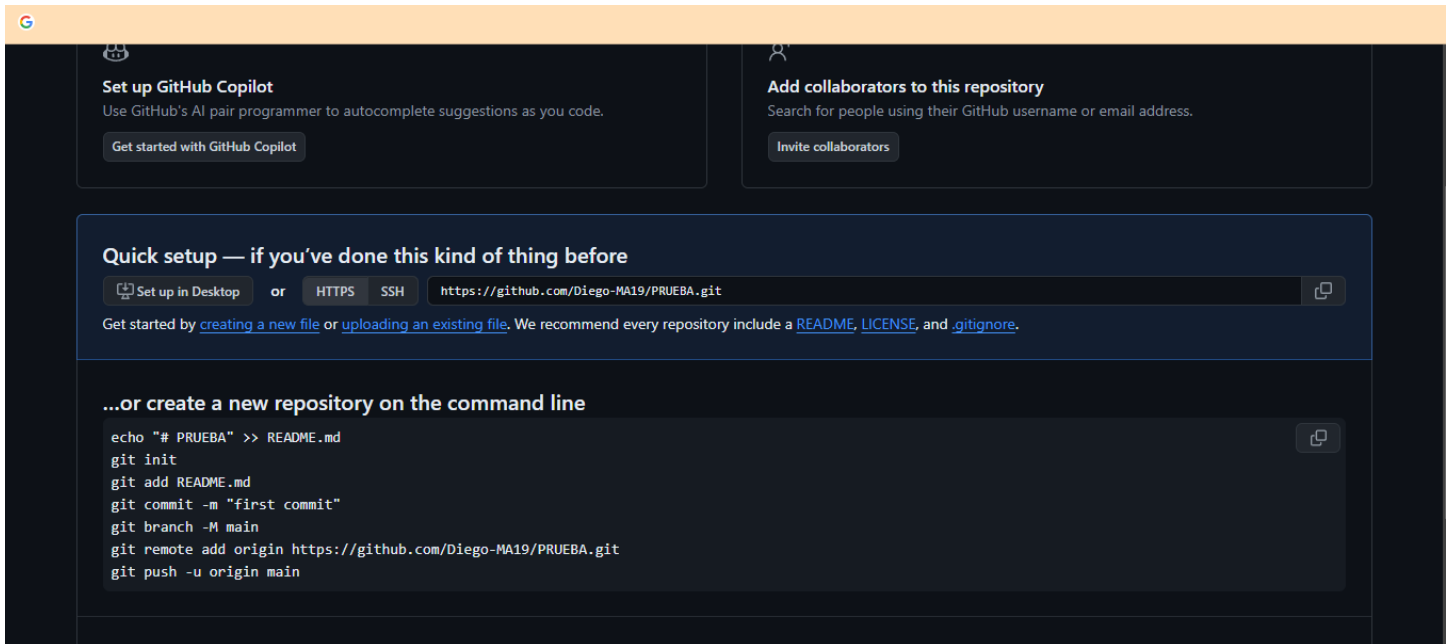 Set up GitHub Copilot
Use GitHub's AI pair programmer to autocomplete suggestions as you code.
Get started with GitHub Copilot
Add collaborators to this repository
Search for people using their GitHub username or email address.
Invite collaborators
Quick setup — if you’ve done this kind of thing before
Set up in Desktop or HTTPS SSH https://github.com/Diego-MA19/PRUEBA.git
Get started by creating a new file or uploading an existing file. We recommend every repository include a README, LICENSE, and .gitignore.
...or create a new repository on the command line
echo "# PRUEBA" >> README.md
git init
git add README.md
git commit -m "first commit"
git branch -M main
git remote add origin https://github.com/Diego-MA19/PRUEBA.git
git push -u origin main